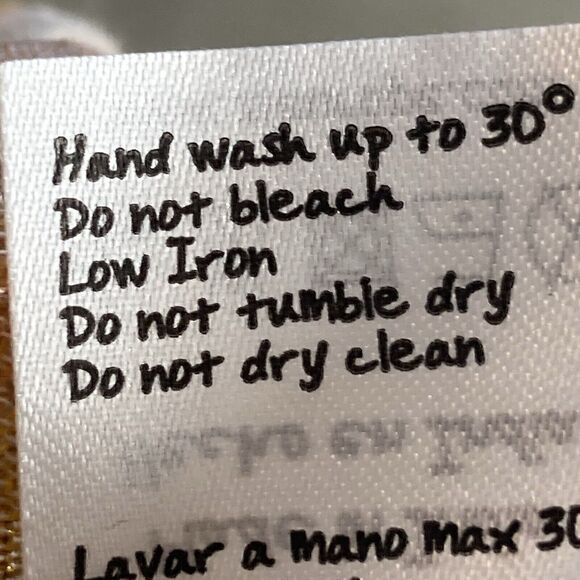 Hand wash up to 30°
Do not bleach
Low Iron
Do not tumble dry
Do not dry clean
Lavar a mano max 30